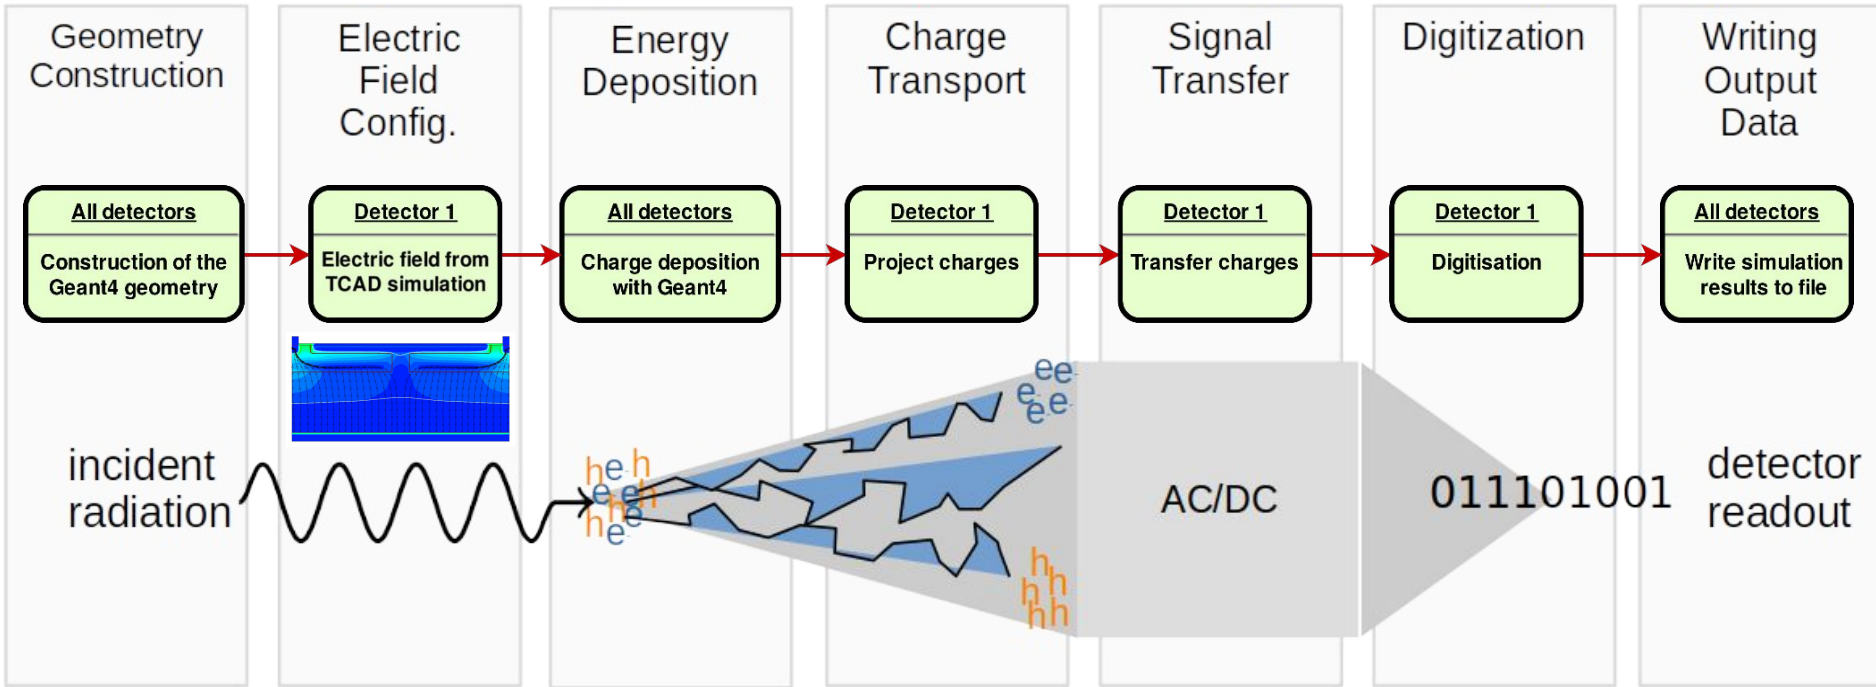 Geometry
Construction
Electric
Field
Config.
Energy
Deposition
Charge
Transport
Signal
Transfer
Digitization
Writing
Output
Data
All detectors
Construction of the
Geant4 geometry
Detector 1
Electric field from
TCAD simulation
All detectors
Charge deposition
with Geant4
Detector 1
Project charges
Detector 1
Transfer charges
Detector 1
Digitisation
All detectors
Write simulation
results to file
incident
radiation
h e- h
e- e- h
h
h e-
e-
e- e-
e- e-
e-
h
h h
h h
AC/DC
011101001
detector
readout